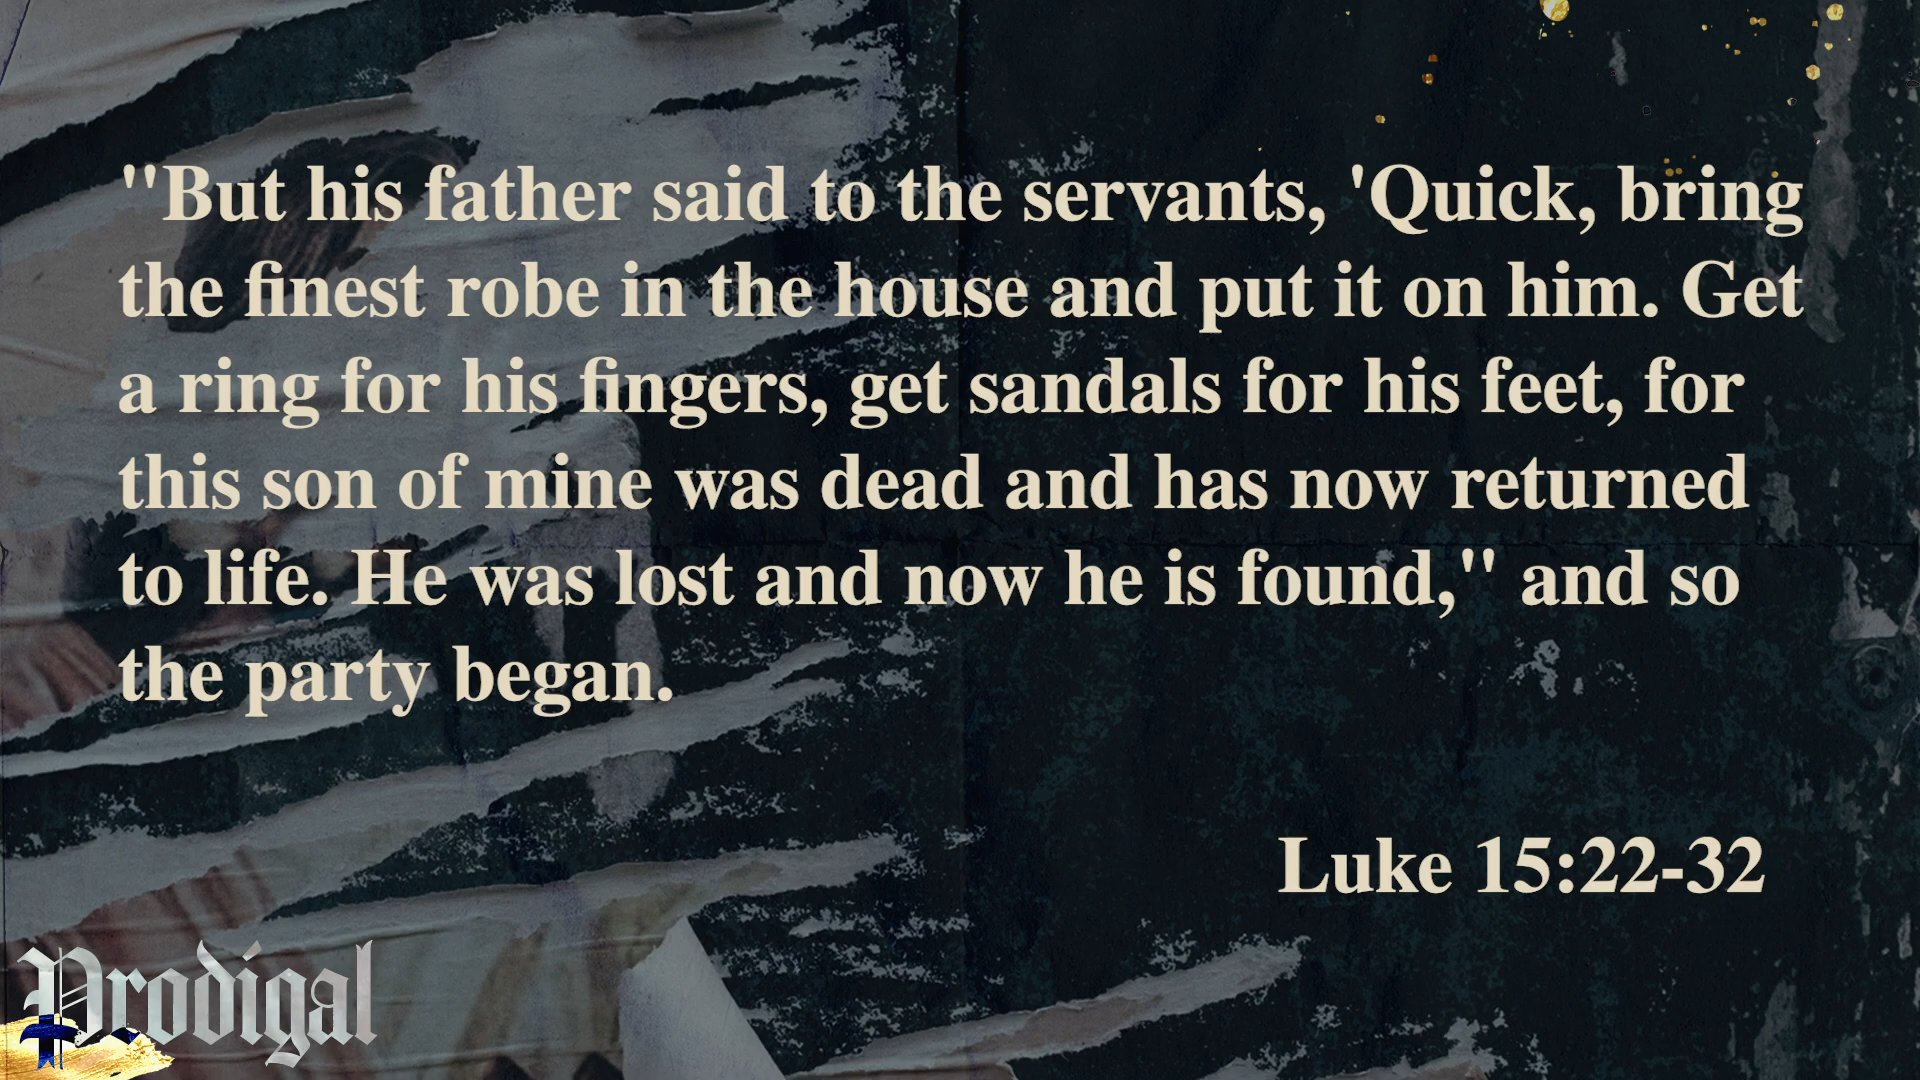 "But his father said to the servants, 'Quick, bring
the finest robe in the house and put it on him. Get
a ring for his fingers, get sandals for his feet, for
this son of mine was dead and has now returned
to life. He was lost and now he is found," and so
the party began.
Luke 15:22-32
Prodigal